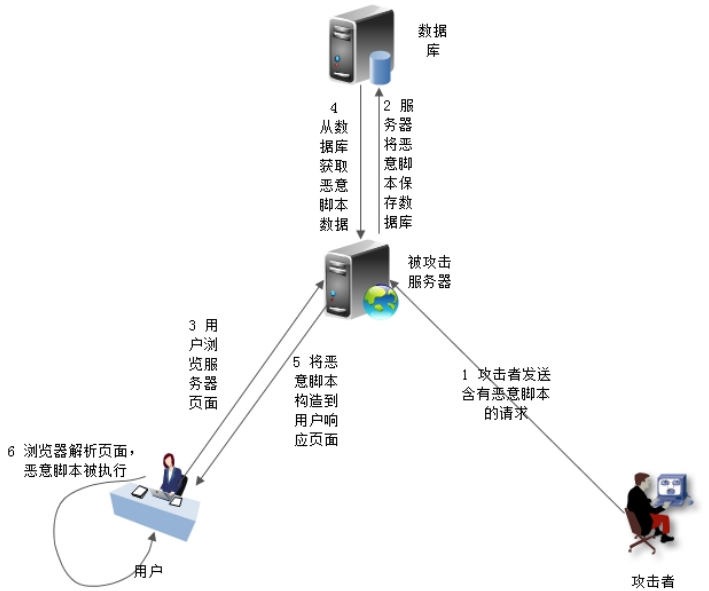 数据
库
4
从数
据库
获取
恶意
脚本
数据
2 服
务器
将恶
意脚
本保
存数
据库
被攻击
服务器
3 用
户浏
览服
务器
页面
5 将恶
意脚本
构造到
用户响
应页面
1 攻击者发送
含有恶意脚本
的请求
6 浏览器解析页面，
恶意脚本被执行
用户
攻击者